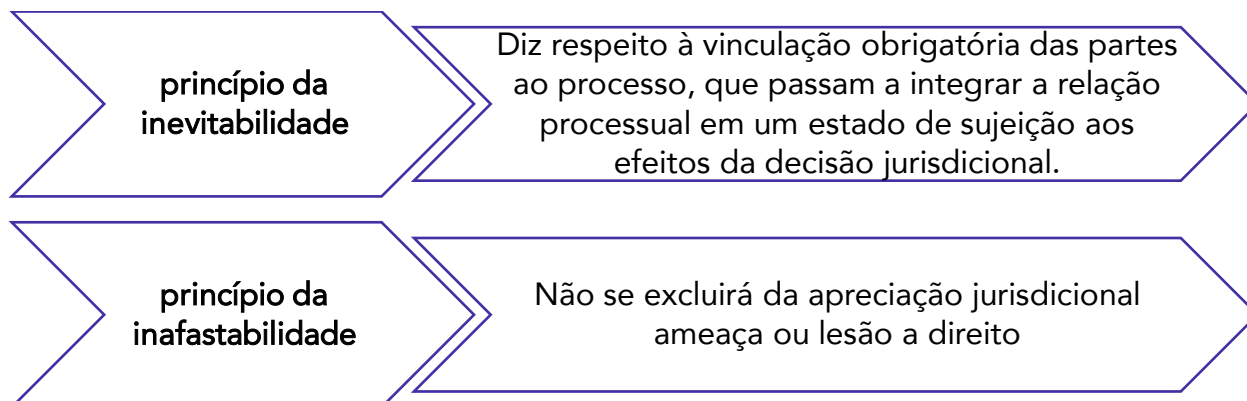 princípio da
inevitabilidade
Diz respeito à vinculação obrigatória das partes
ao processo, que passam a integrar a relação
processual em um estado de sujeição aos
efeitos da decisão jurisdicional.
princípio da
inafastabilidade
Não se excluirá da apreciação jurisdicional
ameaça ou lesão a direito